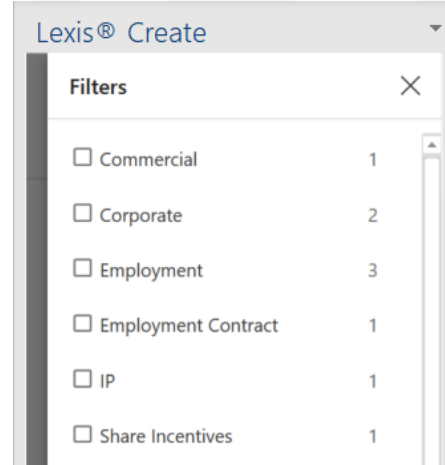 Lexis® Create
Filters
Commercial 1
Corporate 2
Employment 3
Employment Contract 1
IP 1
Share Incentives 1